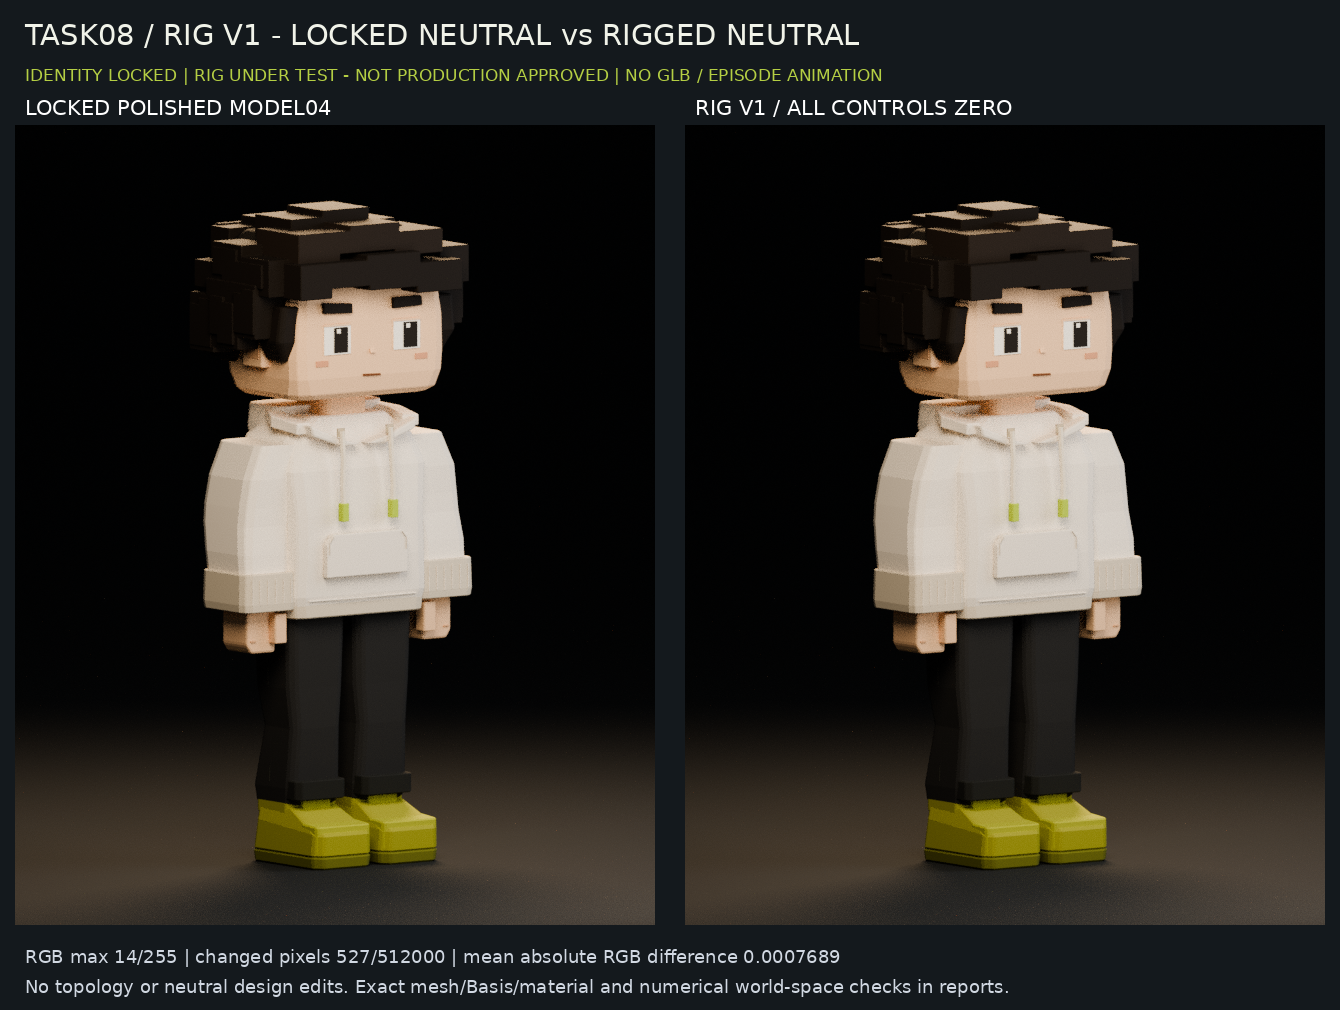 TASK08 / RIG V1 - LOCKED NEUTRAL vs RIGGED NEUTRAL
IDENTITY LOCKED | RIG UNDER TEST - NOT PRODUCTION APPROVED | NO GLB / EPISODE ANIMATION
LOCKED POLISHED MODEL04
RIG V1 / ALL CONTROLS ZERO
RGB max 14/255 | changed pixels 527/512000 | mean absolute RGB difference 0.0007689
No topology or neutral design edits. Exact mesh/Basis/material and numerical world-space checks in reports.